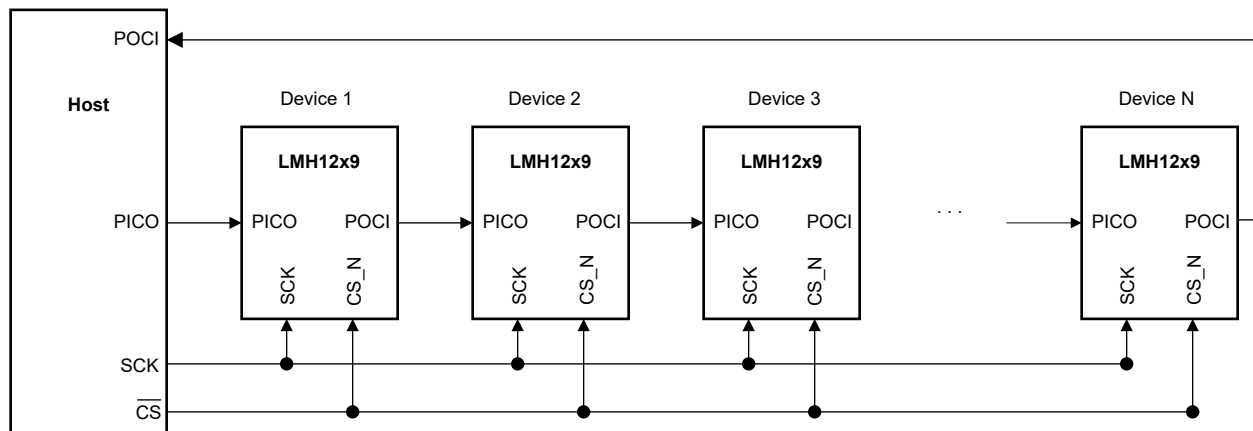 POCI
Host
Device 1 Device 2 Device 3 Device N
LMH12x9 LMH12x9 LMH12x9 LMH12x9
PICO PICO POCI PICO POCI PICO POCI . . . PICO POCI
SCK CS_N SCK CS_N SCK CS_N SCK CS_N
SCK
C̅S̅